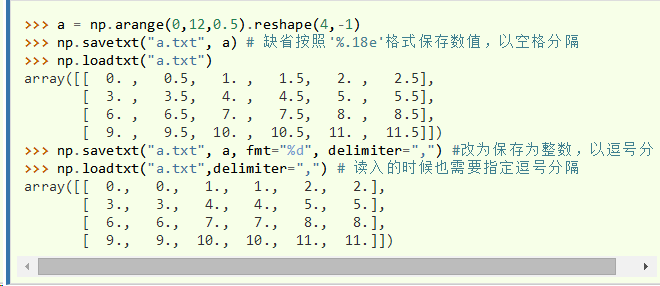 >>> a = np.arange(0,12,0.5).reshape(4,-1)
>>> np.savetxt("a.txt", a) # 缺省按照'%.18e'格式保存数值，以空格分隔
>>> np.loadtxt("a.txt")
array([[  0. ,   0.5,   1. ,   1.5,   2. ,   2.5],
       [  3. ,   3.5,   4. ,   4.5,   5. ,   5.5],
       [  6. ,   6.5,   7. ,   7.5,   8. ,   8.5],
       [  9. ,   9.5,  10. ,  10.5,  11. ,  11.5]])
>>> np.savetxt("a.txt", a, fmt="%d", delimiter=",") #改为保存为整数，以逗号分
>>> np.loadtxt("a.txt",delimiter=",") # 读入的时候也需要指定逗号分隔
array([[  0.,   0.,   1.,   1.,   2.,   2.],
       [  3.,   3.,   4.,   4.,   5.,   5.],
       [  6.,   6.,   7.,   7.,   8.,   8.],
       [  9.,   9.,  10.,  10.,  11.,  11.]])